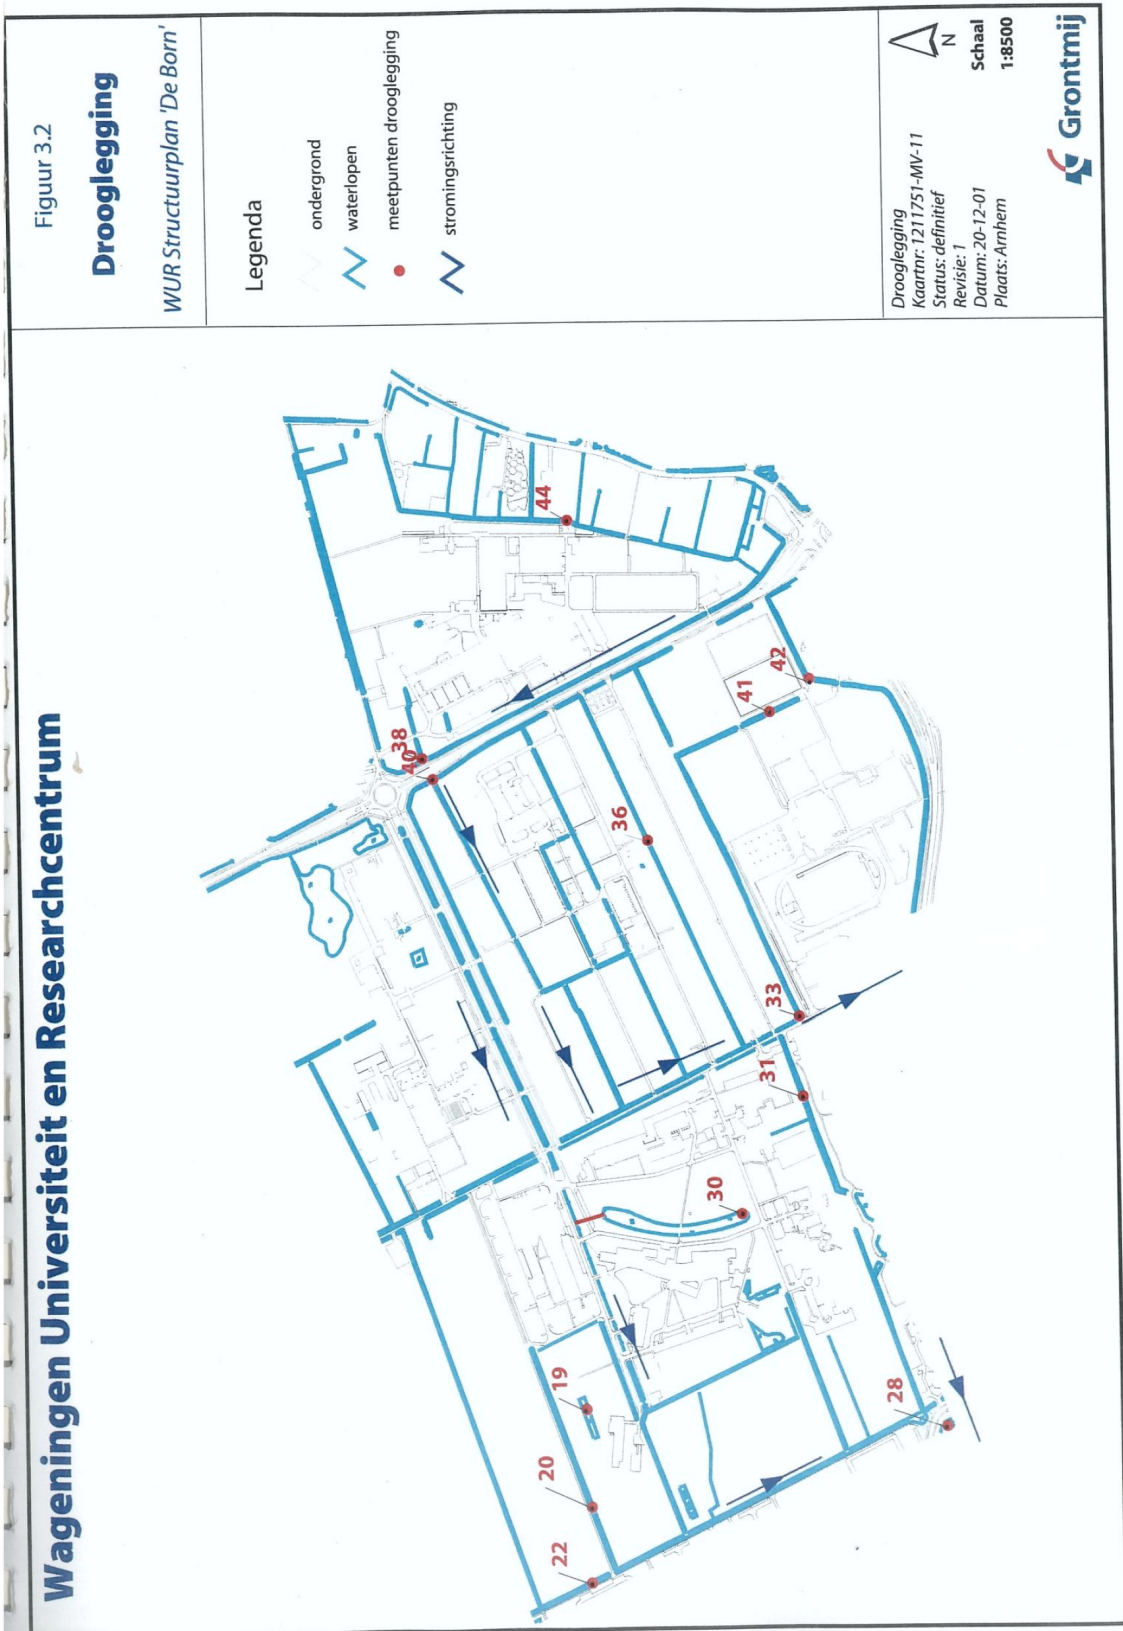 Wageningen Universiteit en Researchcentrum
Figuur 3.2
Drooglegging
WUR Structuurplan 'De Born'
Legenda
ondergrond
waterlopen
meetpunten drooglegging
stromingsrichting
44
38
40
41
42
36
33
31
30
19
20
22
28
Drooglegging
Kaartnr: 1211751-MV-11
Status: definitief
Revisie: 1
Datum: 20-12-01
Plaats: Arnhem
N
Schaal
1:8500
Grontmij